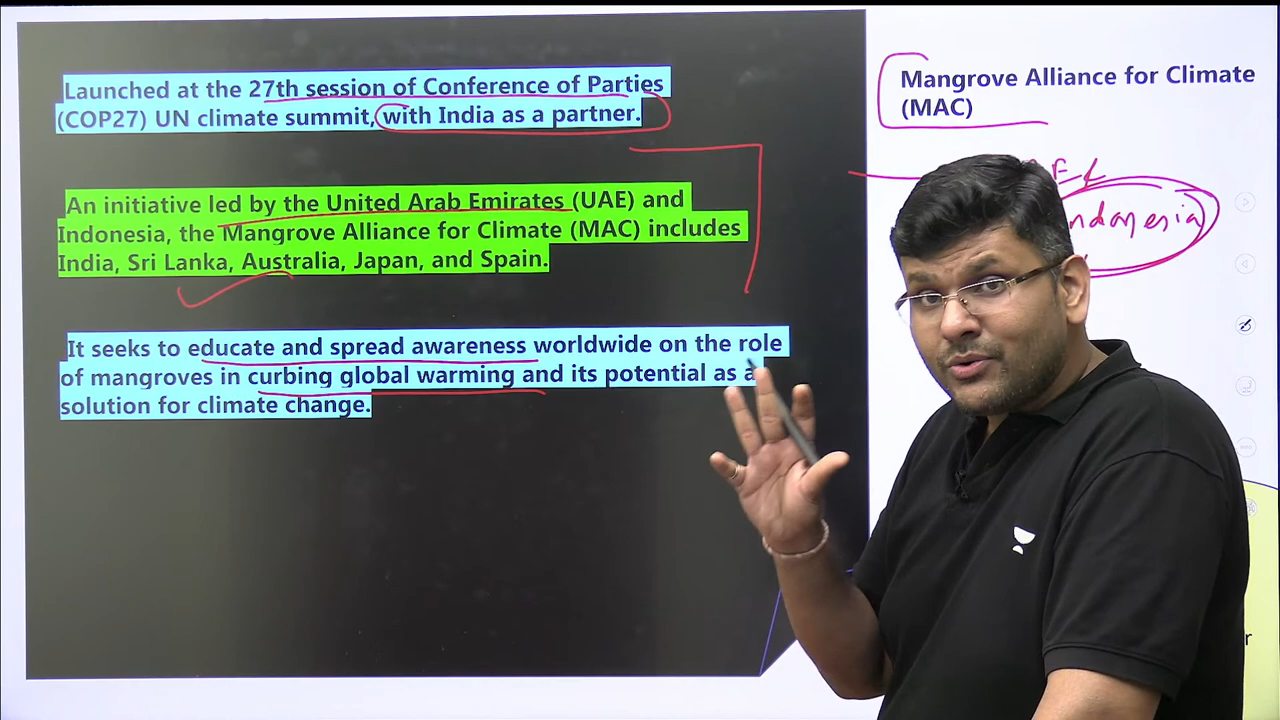 Launched at the 27th session of Conference of Parties
(COP27) UN climate summit, with India as a partner.
An initiative led by the United Arab Emirates (UAE) and
Indonesia, the Mangrove Alliance for Climate (MAC) includes
India, Sri Lanka, Australia, Japan, and Spain.
It seeks to educate and spread awareness worldwide on the role
of mangroves in curbing global warming and its potential as a
solution for climate change.
Mangrove Alliance for Climate
(MAC)